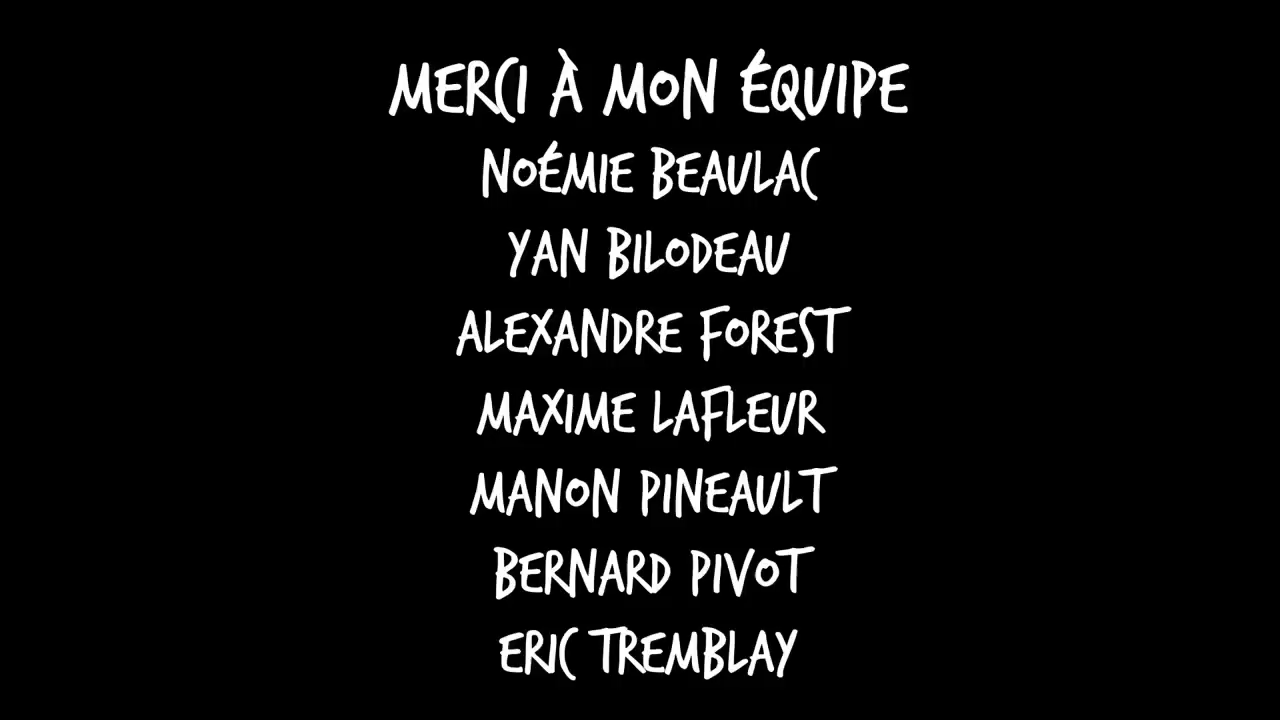 MERCI À MON ÉQUIPE
NOÉMIE BEAULAC
YAN BILODEAU
ALEXANDRE FOREST
MAXIME LAFLEUR
MANON PINEAULT
BERNARD PIVOT
ERIC TREMBLAY